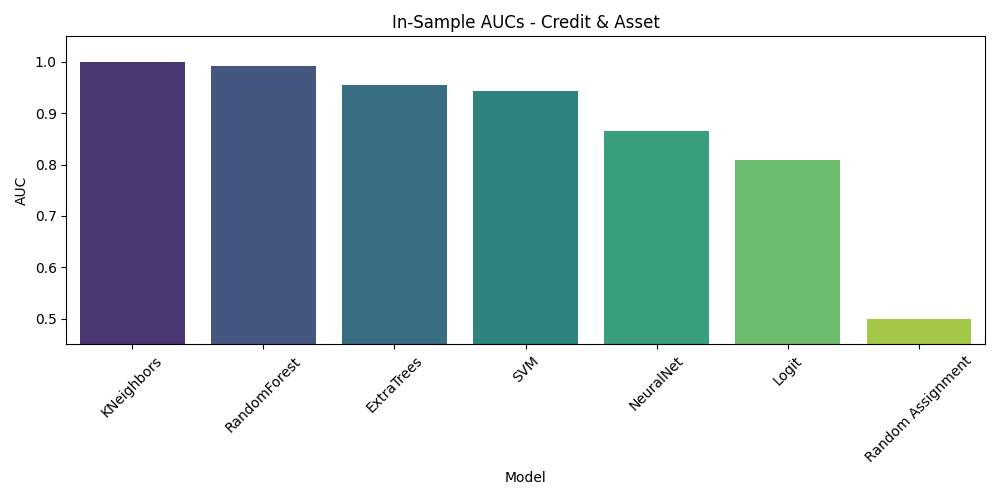 In-Sample AUCs - Credit & Asset
AUC
1.0
0.9
0.8
0.7
0.6
0.5
KNeighbors
RandomForest
ExtraTrees
SVM
NeuralNet
Logit
Random Assignment
Model